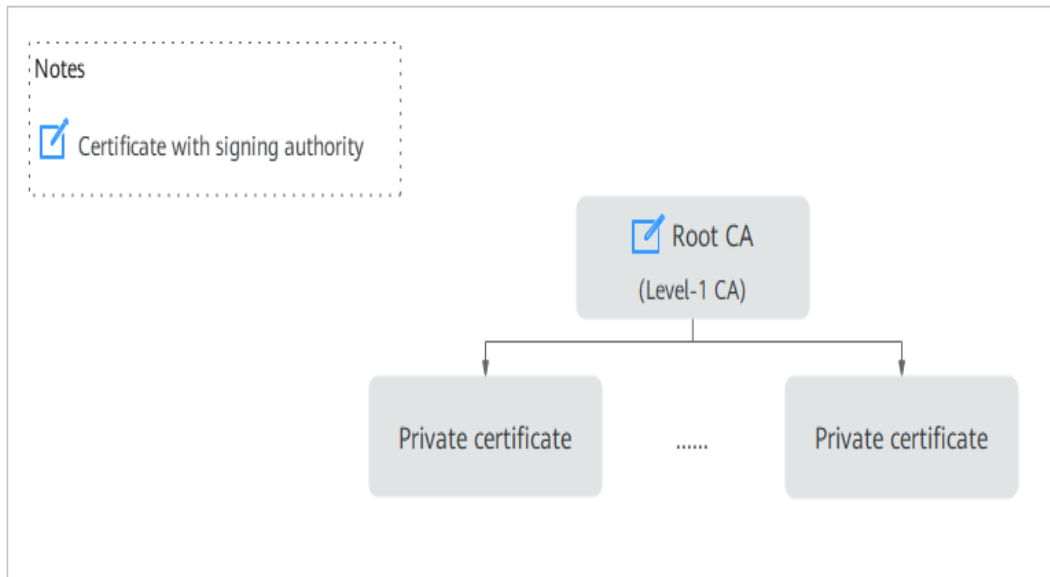 Notes
Certificate with signing authority
Root CA
(Level-1 CA)
Private certificate
......
Private certificate